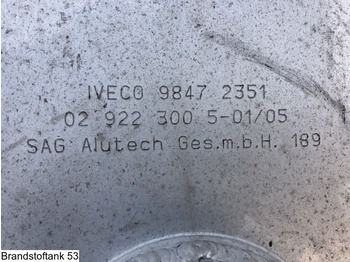 IVECO 9847 2351
02 922 300 5-01/05
SAG Alutech Ges.m.b.H. 189
Brandstoftank 53